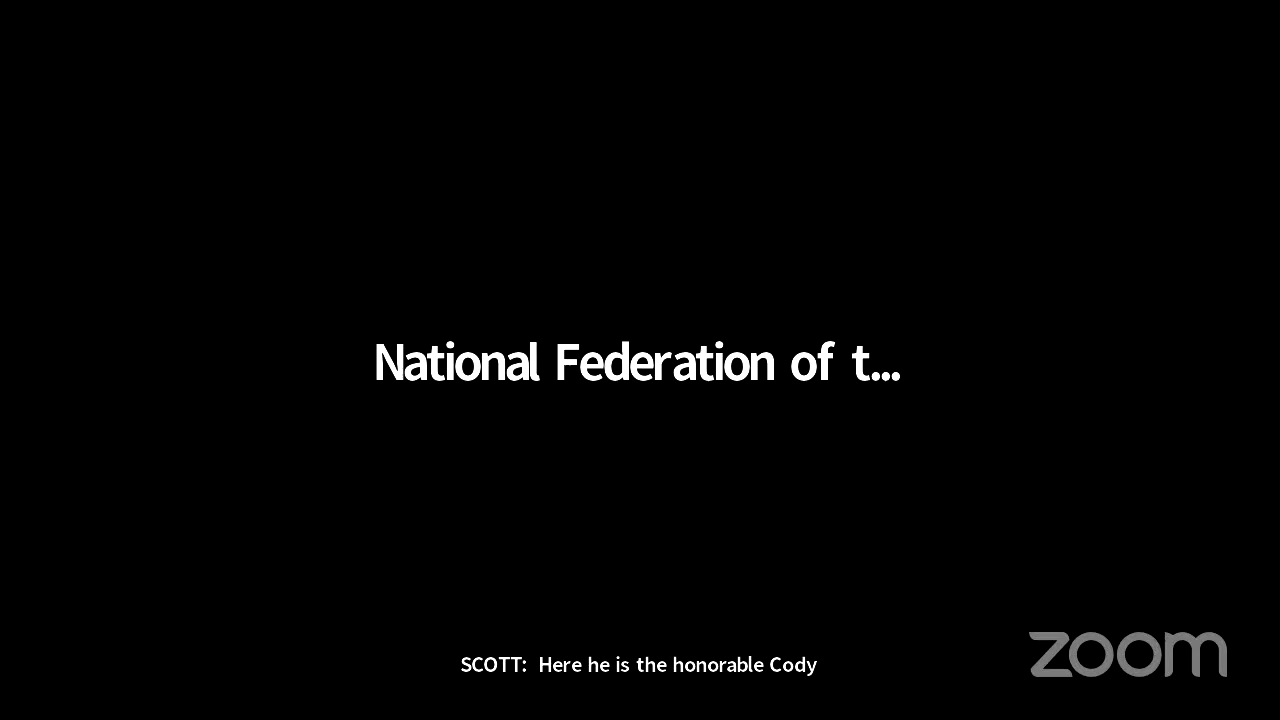 National Federation of t...
SCOTT: Here he is the honorable Cody
zoom